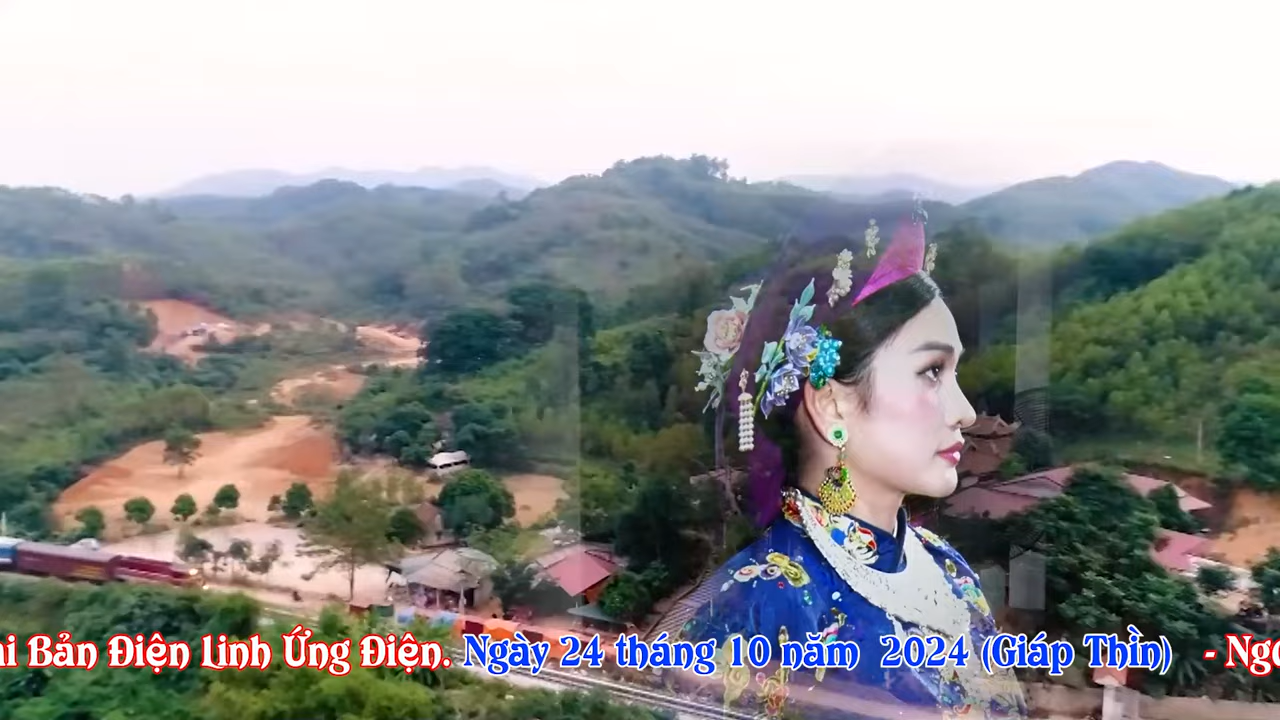 Bản Điện Linh Ứng Điện. Ngày 24 tháng 10 năm 2024 (Giáp Thìn) -